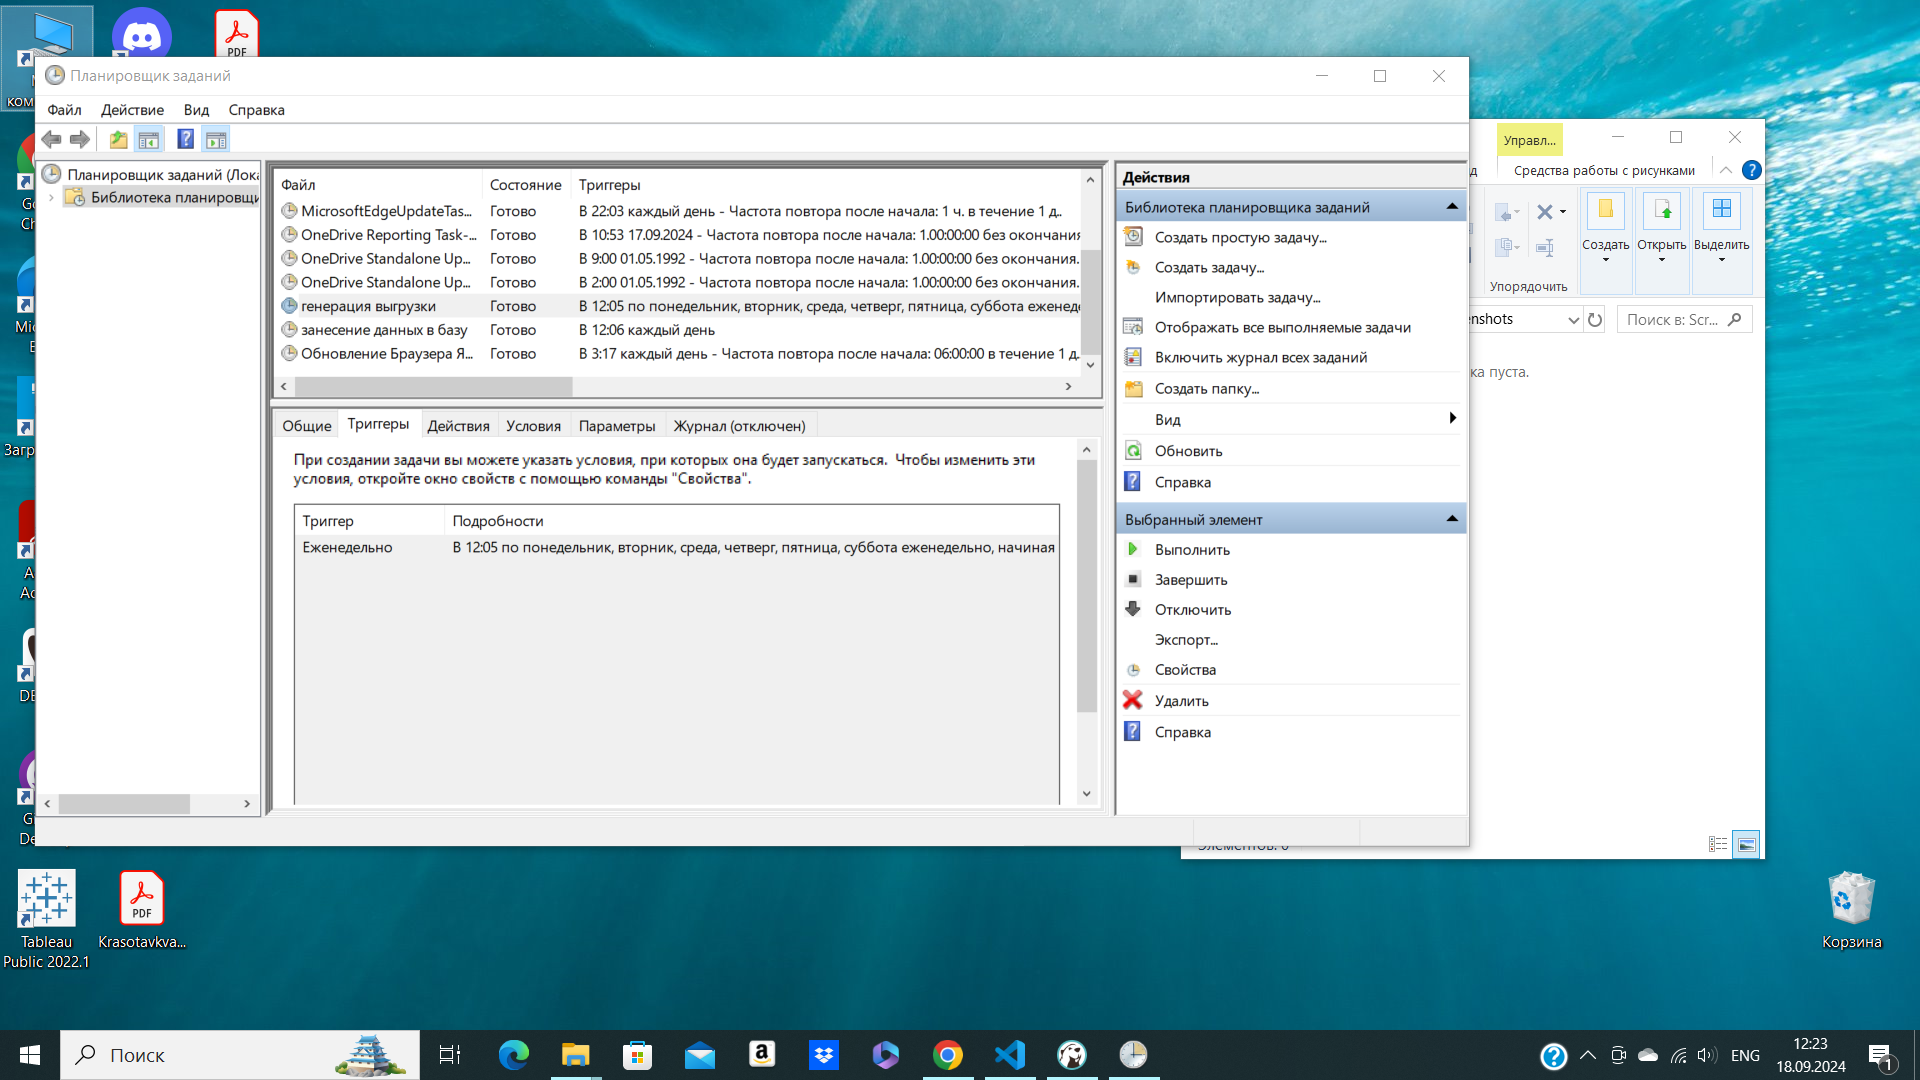 PDF
Планировщик заданий
Файл Действие Вид Справка
Планировщик заданий (Лока
Библиотека планировщи
Файл Состояние Триггеры
MicrosoftEdgeUpdateTas... Готово В 22:03 каждый день - Частота повтора после начала: 1 ч. в течение 1 д..
OneDrive Reporting Task-... Готово В 10:53 17.09.2024 - Частота повтора после начала: 1.00:00:00 без окончания
OneDrive Standalone Up... Готово В 9:00 01.05.1992 - Частота повтора после начала: 1.00:00:00 без окончания.
OneDrive Standalone Up... Готово В 2:00 01.05.1992 - Частота повтора после начала: 1.00:00:00 без окончания.
генерация выгрузки Готово В 12:05 по понедельник, вторник, среда, четверг, пятница, суббота еженеде
занесение данных в базу Готово В 12:06 каждый день
Обновление Браузера Я... Готово В 3:17 каждый день - Частота повтора после начала: 06:00:00 в течение 1 д.
Общие Триггеры Действия Условия Параметры Журнал (отключен)
При создании задачи вы можете указать условия, при которых она будет запускаться. Чтобы изменить эти
условия, откройте окно свойств с помощью команды "Свойства".
Триггер Подробности
Еженедельно В 12:05 по понедельник, вторник, среда, четверг, пятница, суббота еженедельно, начиная
Действия
Библиотека планировщика заданий
Создать простую задачу...
Создать задачу...
Импортировать задачу...
Отображать все выполняемые задачи
Включить журнал всех заданий
Создать папку...
Вид
Обновить
Справка
Выбранный элемент
Выполнить
Завершить
Отключить
Экспорт...
Свойства
Удалить
Справка
Управл...
Средства работы с рисунками
Создать Открыть Выделить
Упорядочить
enshots
Поиск в: Scr...
ка пуста.
Tableau
Public 2022.1
PDF
Krasotavkva...
Корзина
Поиск
ENG
12:23
18.09.2024
1